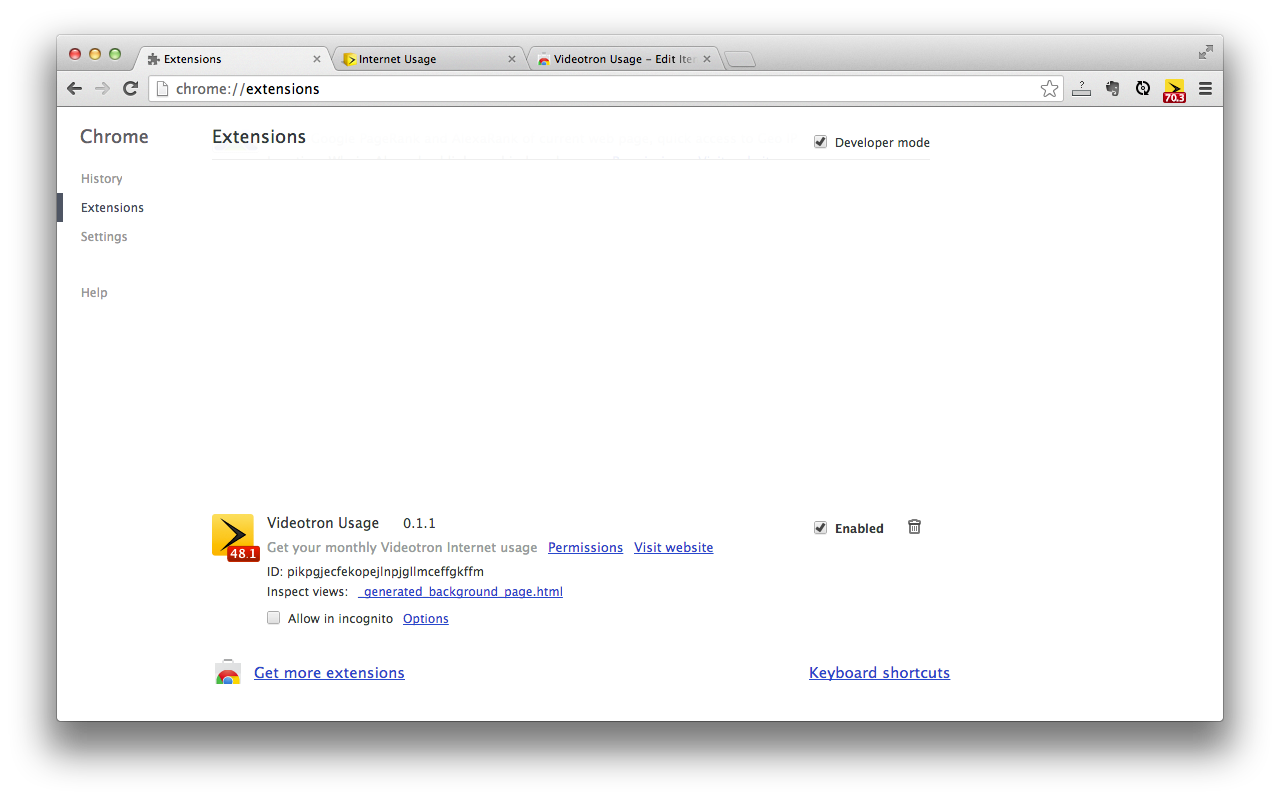 Extensions
Internet Usage
Videotron Usage – Edit Ite
chrome://extensions
?
70.3
Chrome
History
Extensions
Settings
Help
Extensions
Developer mode
48.1
Videotron Usage 0.1.1
Enabled
Get your monthly Videotron Internet usage Permissions Visit website
ID: pikpgjecfekopejlnpjgllmceffgkffm
Inspect views: _generated_background_page.html
Allow in incognito Options
Get more extensions
Keyboard shortcuts